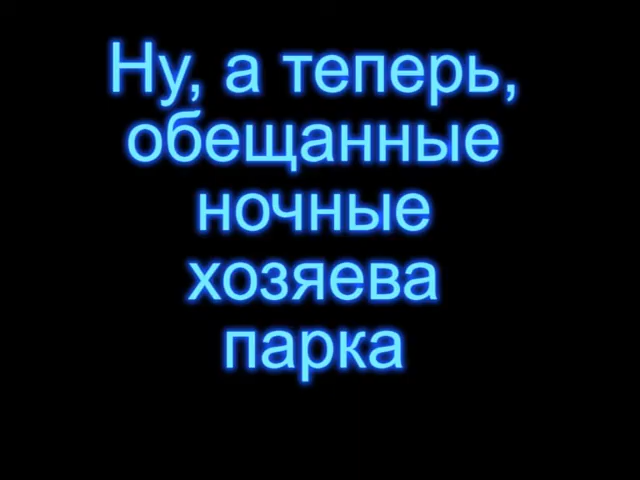 Ну, а теперь,
обещанные
ночные
хозяева
парка